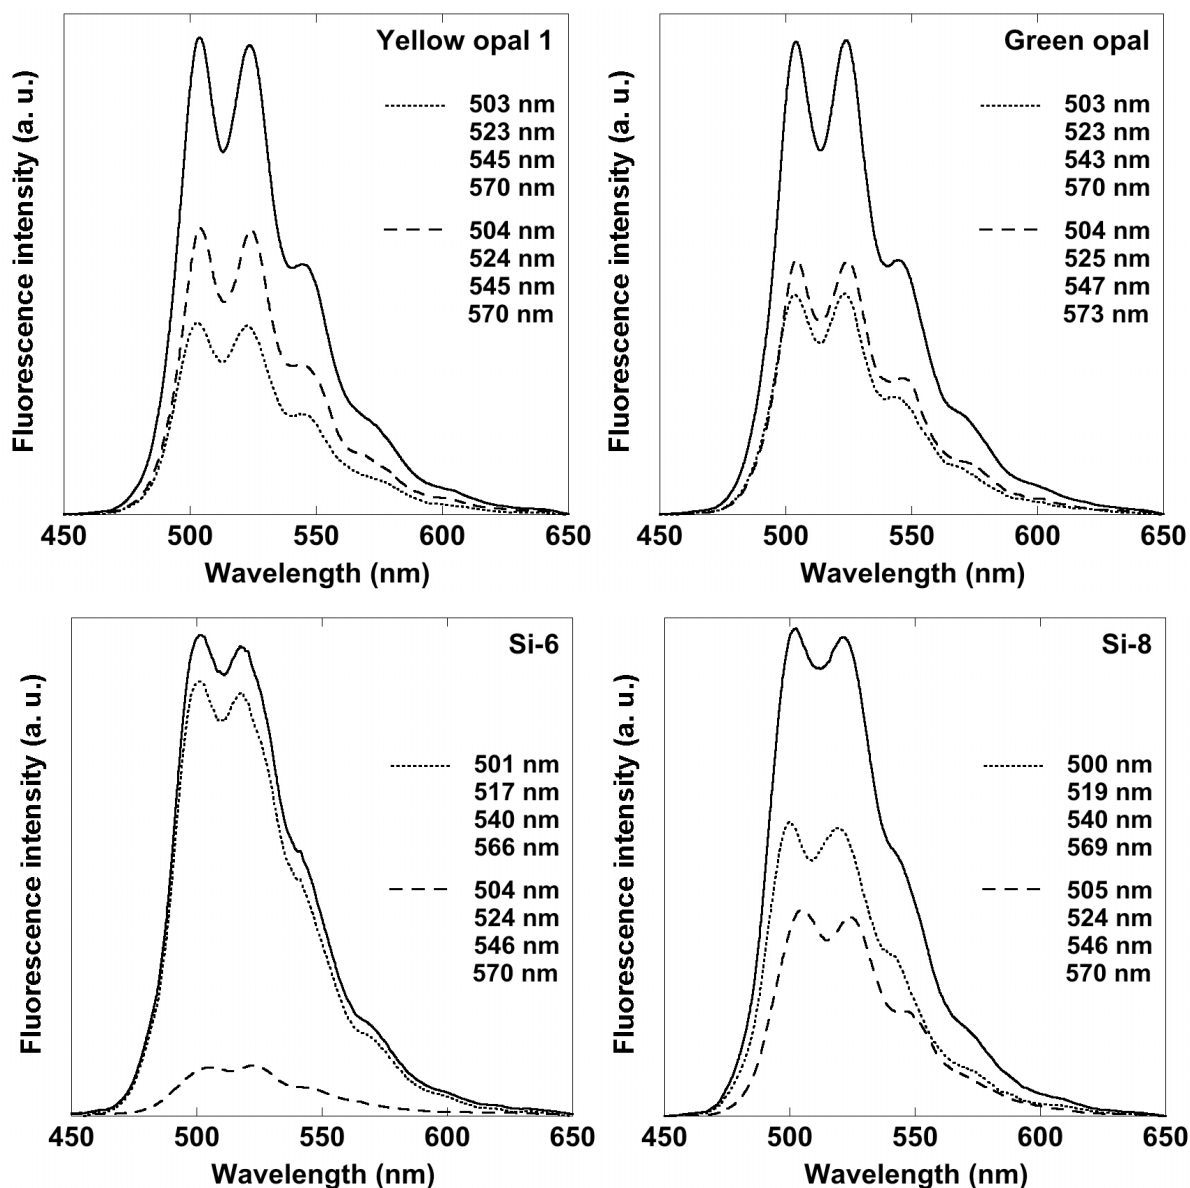 Yellow opal 1
503 nm
523 nm
545 nm
570 nm
504 nm
524 nm
545 nm
570 nm
Fluorescence intensity (a. u.)
450 500 550 600 650
Wavelength (nm)
Green opal
503 nm
523 nm
543 nm
570 nm
504 nm
525 nm
547 nm
573 nm
Fluorescence intensity (a. u.)
450 500 550 600 650
Wavelength (nm)
Si-6
501 nm
517 nm
540 nm
566 nm
504 nm
524 nm
546 nm
570 nm
Fluorescence intensity (a. u.)
450 500 550 600 650
Wavelength (nm)
Si-8
500 nm
519 nm
540 nm
569 nm
505 nm
524 nm
546 nm
570 nm
Fluorescence intensity (a. u.)
450 500 550 600 650
Wavelength (nm)